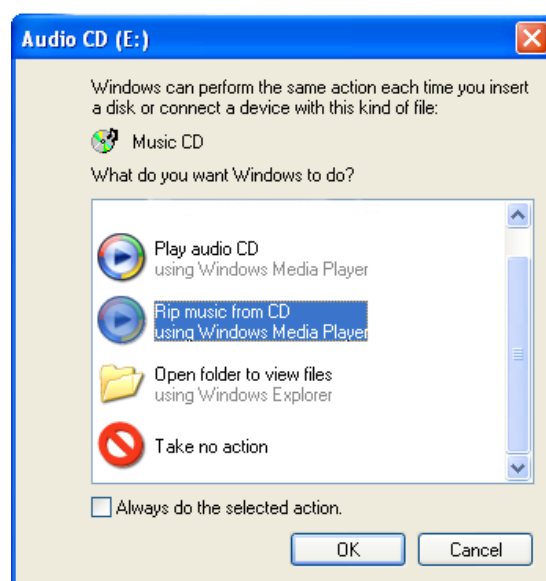 Audio CD (E:)
Windows can perform the same action each time you insert
a disk or connect a device with this kind of file:
Music CD
What do you want Windows to do?
Play audio CD
using Windows Media Player
Rip music from CD
using Windows Media Player
Open folder to view files
using Windows Explorer
Take no action
Always do the selected action.
OK
Cancel